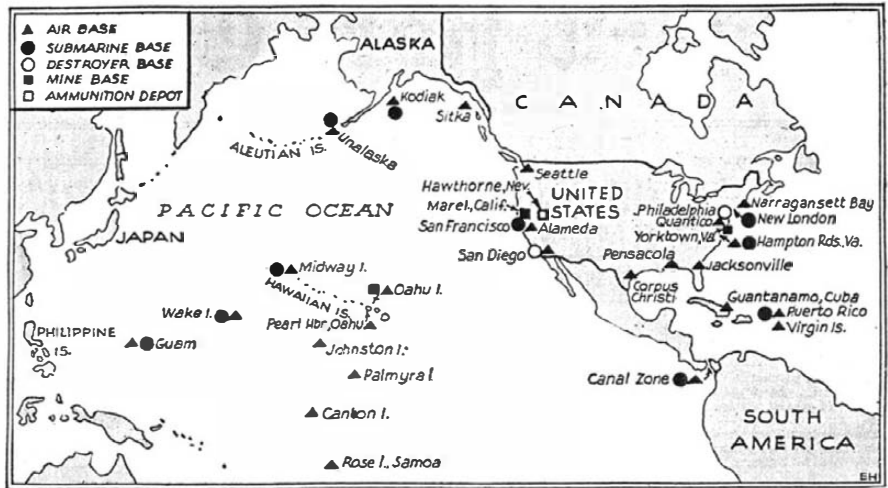 AIR BASE
SUBMARINE BASE
DESTROYER BASE
MINE BASE
AMMUNITION DEPOT
ALASKA
Kodiak
Sitka
CANADA
Unalaska
ALEUTIAN IS.
Seattle
Hawthorne, Nev.
UNITED
STATES
Mare I., Calif.
San Francisco
Alameda
San Diego
Narragansett Bay
Philadelphia
New London
Quantico
Yorktown, Va.
Hampton Rds., Va.
Pensacola
Jacksonville
Corpus
Christi
Guantanamo, Cuba
Puerto Rico
Virgin Is.
PACIFIC OCEAN
JAPAN
Midway I.
HAWAIIAN IS.
Oahu I.
Wake I.
Pearl Hbr, Oahu
PHILIPPINE
IS.
Guam
Johnston I.
Palmyra I.
Canton I.
Rose I., Samoa
Canal Zone
SOUTH
AMERICA
EH